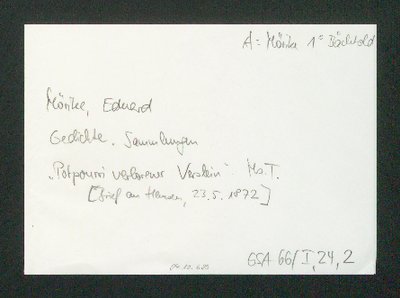 A: Mörike 1° Bächtold
Mörike, Eduard
Gedichte. Sammlungen
„Potpourri verlorener Verslein“ Ms. T.
[Brief an Hemsen, 23.5.1872]
GSA 66/I,24,2